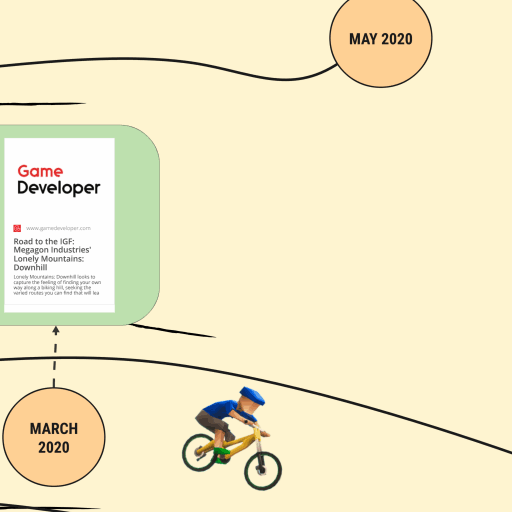 MAY 2020
Game
Developer
www.gamedeveloper.com
Road to the IGF:
Megagon Industries'
Lonely Mountains:
Downhill
Lonely Mountains: Downhill looks to
capture the feeling of finding your own
way along a biking hill, seeking the
varied routes you can find that will lea
MARCH
2020